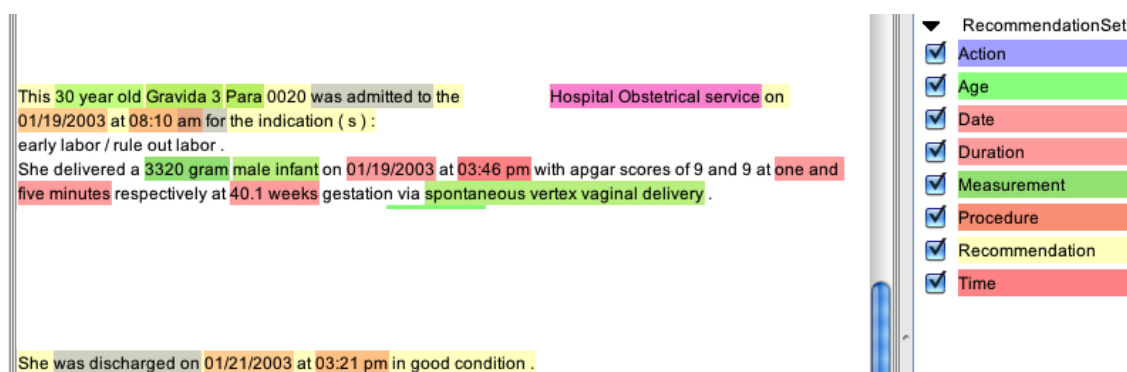 This 30 year old Gravida 3 Para 0020 was admitted to the Hospital Obstetrical service on
01/19/2003 at 08:10 am for the indication ( s ) :
early labor / rule out labor .
She delivered a 3320 gram male infant on 01/19/2003 at 03:46 pm with apgar scores of 9 and 9 at one and
five minutes respectively at 40.1 weeks gestation via spontaneous vertex vaginal delivery .
She was discharged on 01/21/2003 at 03:21 pm in good condition .
RecommendationSet
Action
Age
Date
Duration
Measurement
Procedure
Recommendation
Time